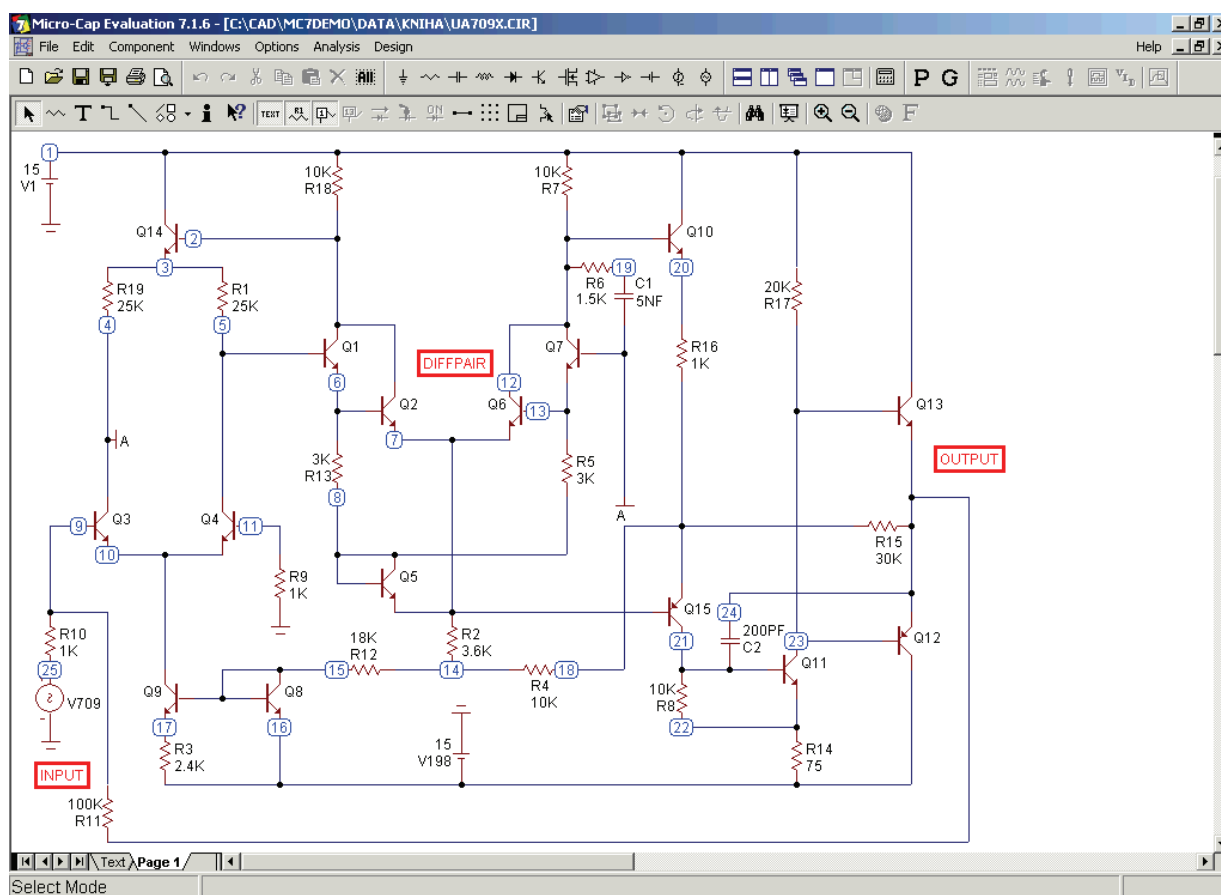 Micro-Cap Evaluation 7.1.6 - [C:\CAD\MC7DEMO\DATA\KNIHA\UA709X.CIR]
File Edit Component Windows Options Analysis Design Help
P G
T TEXT F
1
15
V1
10K
R18
10K
R7
Q14
2
Q10
3
20
R19
25K
R1
25K
R6
1.5K
19
C1
5NF
20K
R17
4
5
Q1
DIFFPAIR
Q7
R16
1K
6
12
Q2
Q6
13
Q13
7
A
OUTPUT
3K
R13
R5
3K
8
A
9
Q3
Q4
11
R15
30K
10
R9
1K
Q5
24
Q15
R10
1K
18K
R12
R2
3.6K
21
200PF
C2
23
Q12
25
15
14
18
Q11
V709
Q9
Q8
R4
10K
10K
R8
17
16
22
R3
2.4K
15
V198
R14
75
INPUT
100K
R11
Text Page 1
Select Mode